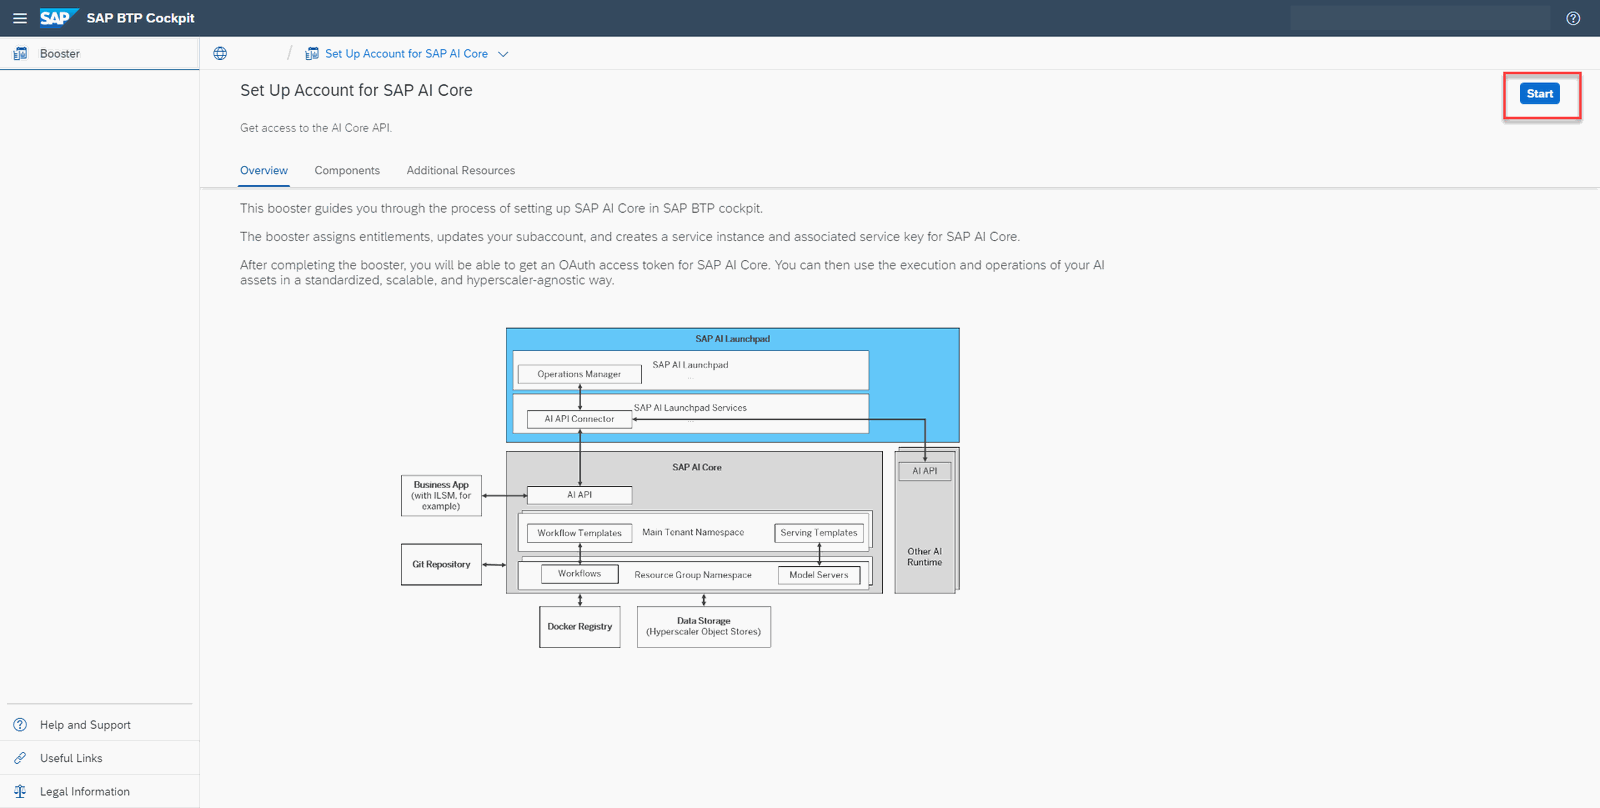 SAP SAP BTP Cockpit
Booster
Set Up Account for SAP AI Core
Set Up Account for SAP AI Core
Start
Get access to the AI Core API.
Overview Components Additional Resources
This booster guides you through the process of setting up SAP AI Core in SAP BTP cockpit.
The booster assigns entitlements, updates your subaccount, and creates a service instance and associated service key for SAP AI Core.
After completing the booster, you will be able to get an OAuth access token for SAP AI Core. You can then use the execution and operations of your AI
assets in a standardized, scalable, and hyperscaler-agnostic way.
SAP AI Launchpad
SAP AI Launchpad
...
Operations Manager
SAP AI Launchpad Services
...
AI API Connector
SAP AI Core
AI API
Business App
(with ILSM, for
example)
AI API
Workflow Templates
Main Tenant Namespace
Serving Templates
Other AI
Runtime
Git Repository
Workflows
Resource Group Namespace
Model Servers
Docker Registry
Data Storage
(Hyperscaler Object Stores)
Help and Support
Useful Links
Legal Information